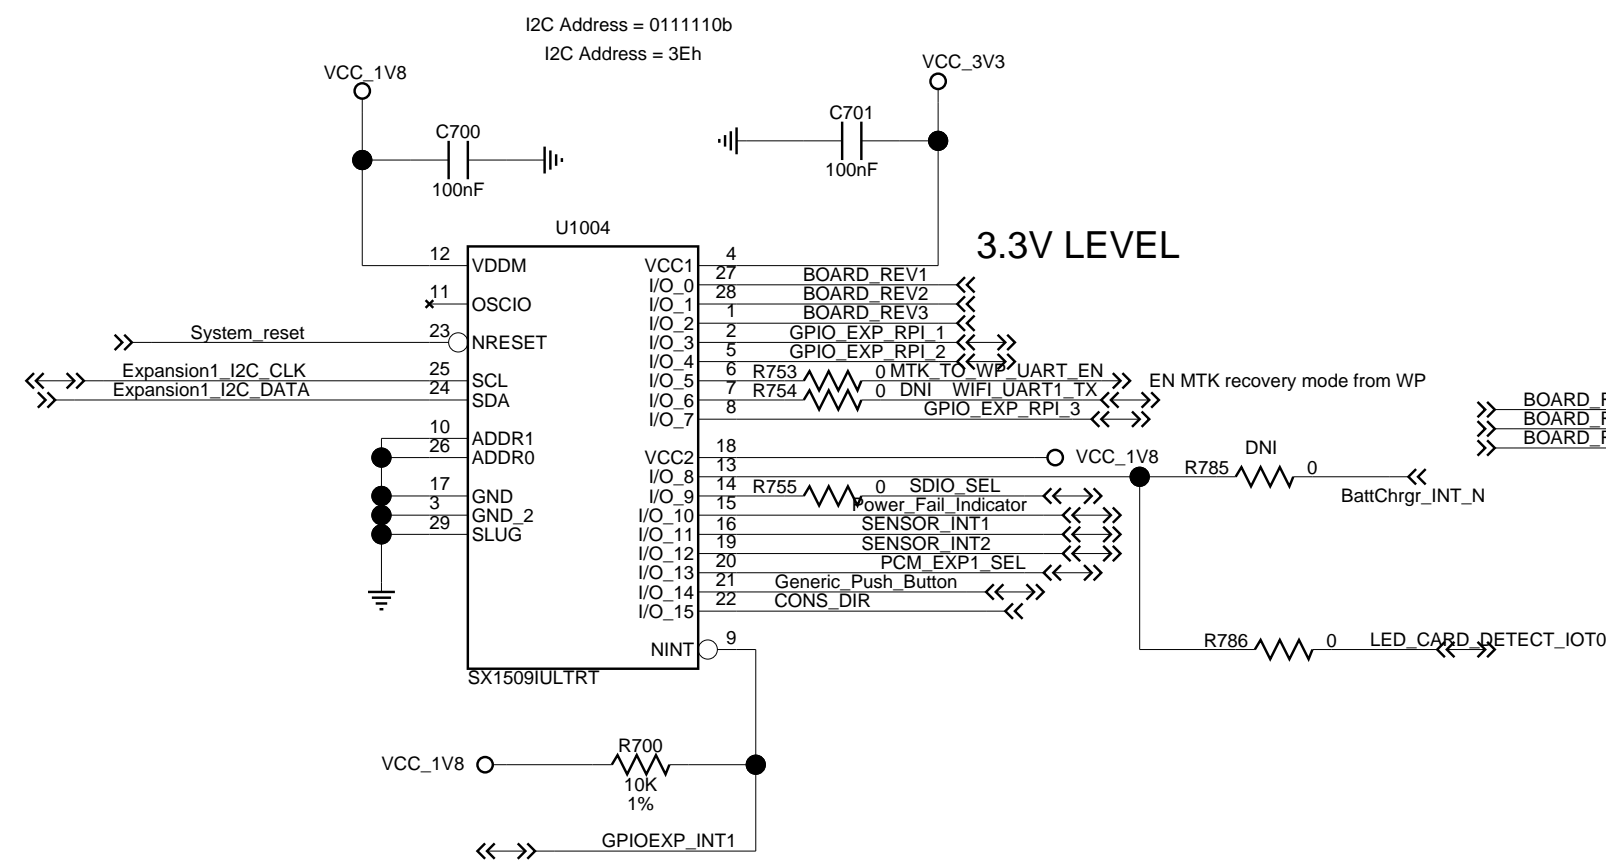 I2C Address = 0111110b
I2C Address = 3Eh
VCC_1V8
VCC_3V3
C700
100nF
C701
100nF
U1004
3.3V LEVEL
12 VDDM
11 OSCIO
System_reset 23 NRESET
Expansion1_I2C_CLK 25 SCL
Expansion1_I2C_DATA 24 SDA
10 ADDR1
26 ADDR0
17 GND
3 GND_2
29 SLUG
VCC1 4
I/O_0 27 BOARD_REV1
I/O_1 28 BOARD_REV2
I/O_2 1 BOARD_REV3
I/O_3 2 GPIO_EXP_RPI_1
I/O_4 5 GPIO_EXP_RPI_2
I/O_5 6 R753 0 MTK_TO_WP_UART_EN EN MTK recovery mode from WP
I/O_6 7 R754 0 DNI WIFI_UART1_TX
I/O_7 8 GPIO_EXP_RPI_3
VCC2 18 VCC_1V8
I/O_8 13
I/O_9 14 R755 0 SDIO_SEL
I/O_10 15 Power_Fail_Indicator
I/O_11 16 SENSOR_INT1
I/O_12 19 SENSOR_INT2
I/O_13 20 PCM_EXP1_SEL
I/O_14 21 Generic_Push_Button
I/O_15 22 CONS_DIR
NINT 9
SX1509IULTRT
DNI
R785 0
BattChrgr_INT_N
R786 0 LED_CARD_DETECT_IOT0
BOARD_R
BOARD_R
BOARD_R
VCC_1V8
R700
10K
1%
GPIOEXP_INT1